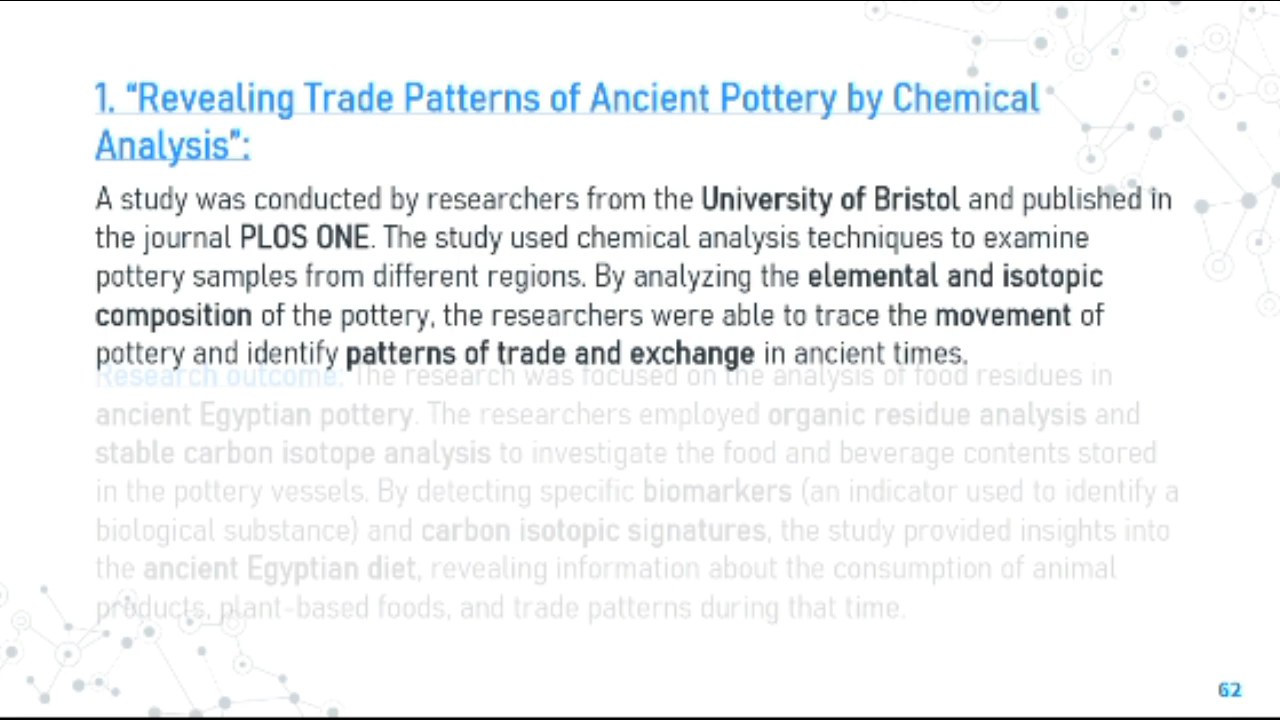 1. “Revealing Trade Patterns of Ancient Pottery by Chemical
Analysis”:
A study was conducted by researchers from the University of Bristol and published in
the journal PLOS ONE. The study used chemical analysis techniques to examine
pottery samples from different regions. By analyzing the elemental and isotopic
composition of the pottery, the researchers were able to trace the movement of
pottery and identify patterns of trade and exchange in ancient times.
Research outcome: The research was focused on the analysis of food residues in
ancient Egyptian pottery. The researchers employed organic residue analysis and
stable carbon isotope analysis to investigate the food and beverage contents stored
in the pottery vessels. By detecting specific biomarkers (an indicator used to identify a
biological substance) and carbon isotopic signatures, the study provided insights into
the ancient Egyptian diet, revealing information about the consumption of animal
products, plant-based foods, and trade patterns during that time.
62